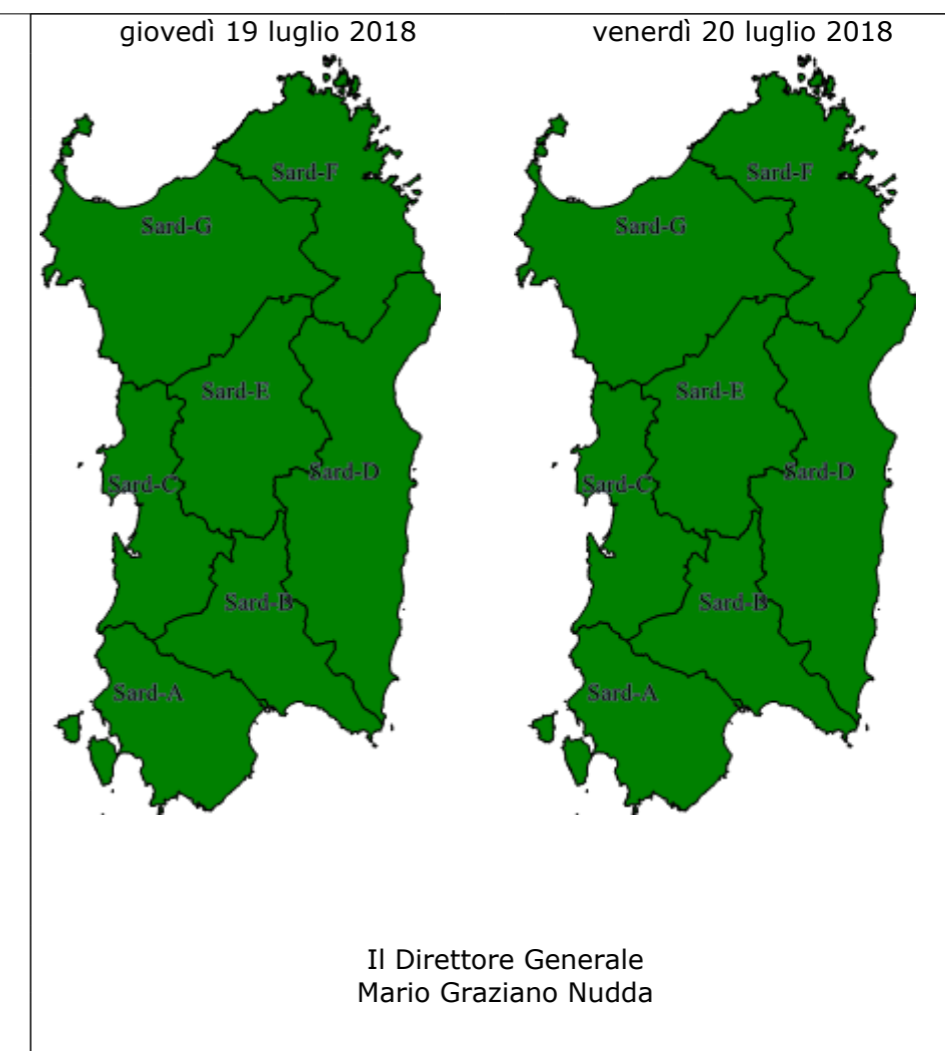 giovedì 19 luglio 2018
venerdì 20 luglio 2018
Sard-F
Sard-G
Sard-E
Sard-D
Sard-C
Sard-B
Sard-A
Sard-F
Sard-G
Sard-E
Sard-D
Sard-C
Sard-B
Sard-A
Il Direttore Generale
Mario Graziano Nudda